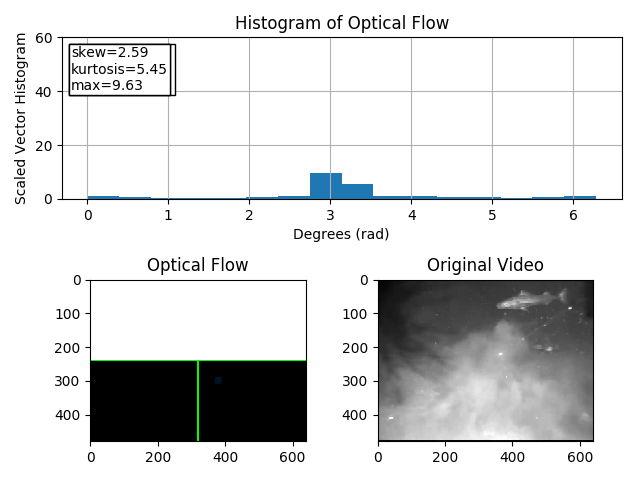 Histogram of Optical Flow
60
40
20
0
Scaled Vector Histogram
skew=2.59
kurtosis=5.45
max=9.63
0 1 2 3 4 5 6
Degrees (rad)
Optical Flow
0
100
200
300
400
0 200 400 600
Original Video
0
100
200
300
400
0 200 400 600